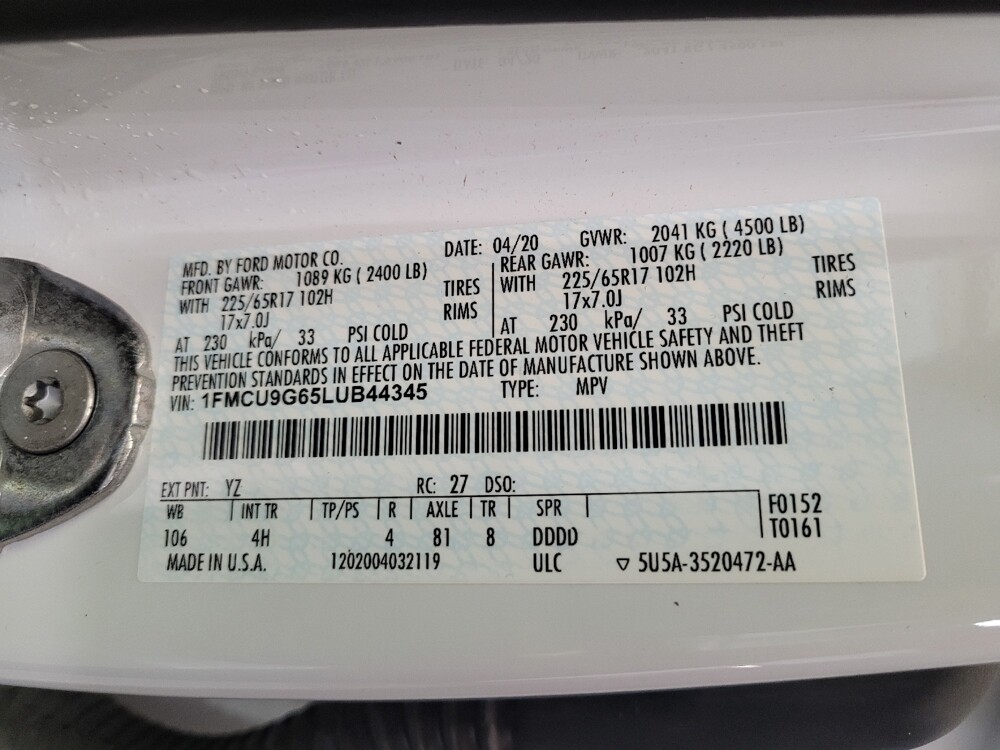 MFD. BY FORD MOTOR CO. DATE: 04/20 GVWR: 2041 KG ( 4500 LB)
FRONT GAWR: 1089 KG ( 2400 LB) REAR GAWR: 1007 KG ( 2220 LB)
WITH 225/65R17 102H TIRES WITH 225/65R17 102H TIRES
17x7.0J RIMS 17x7.0J RIMS
AT 230 kPa/ 33 PSI COLD AT 230 kPa/ 33 PSI COLD
THIS VEHICLE CONFORMS TO ALL APPLICABLE FEDERAL MOTOR VEHICLE SAFETY AND THEFT
PREVENTION STANDARDS IN EFFECT ON THE DATE OF MANUFACTURE SHOWN ABOVE.
VIN: 1FMCU9G65LUB44345 TYPE: MPV
EXT PNT: YZ RC: 27 DSO:
WB INT TR TP/PS R AXLE TR SPR F0152
106 4H 4 81 8 DDDD T0161
MADE IN U.S.A. 1202004032119 ULC ▽ 5U5A-3520472-AA